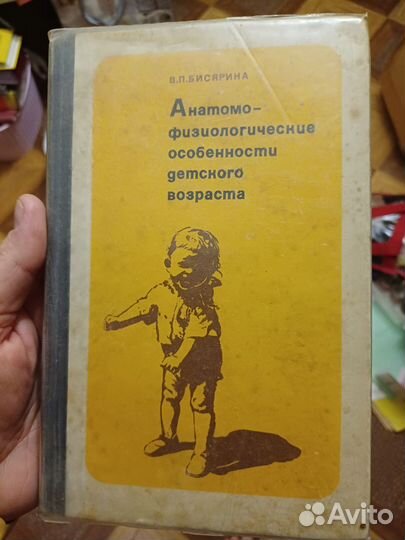 В.П.БИСЯРИНА
Анатомо-
физиологические
особенности
детского
возраста
Avito